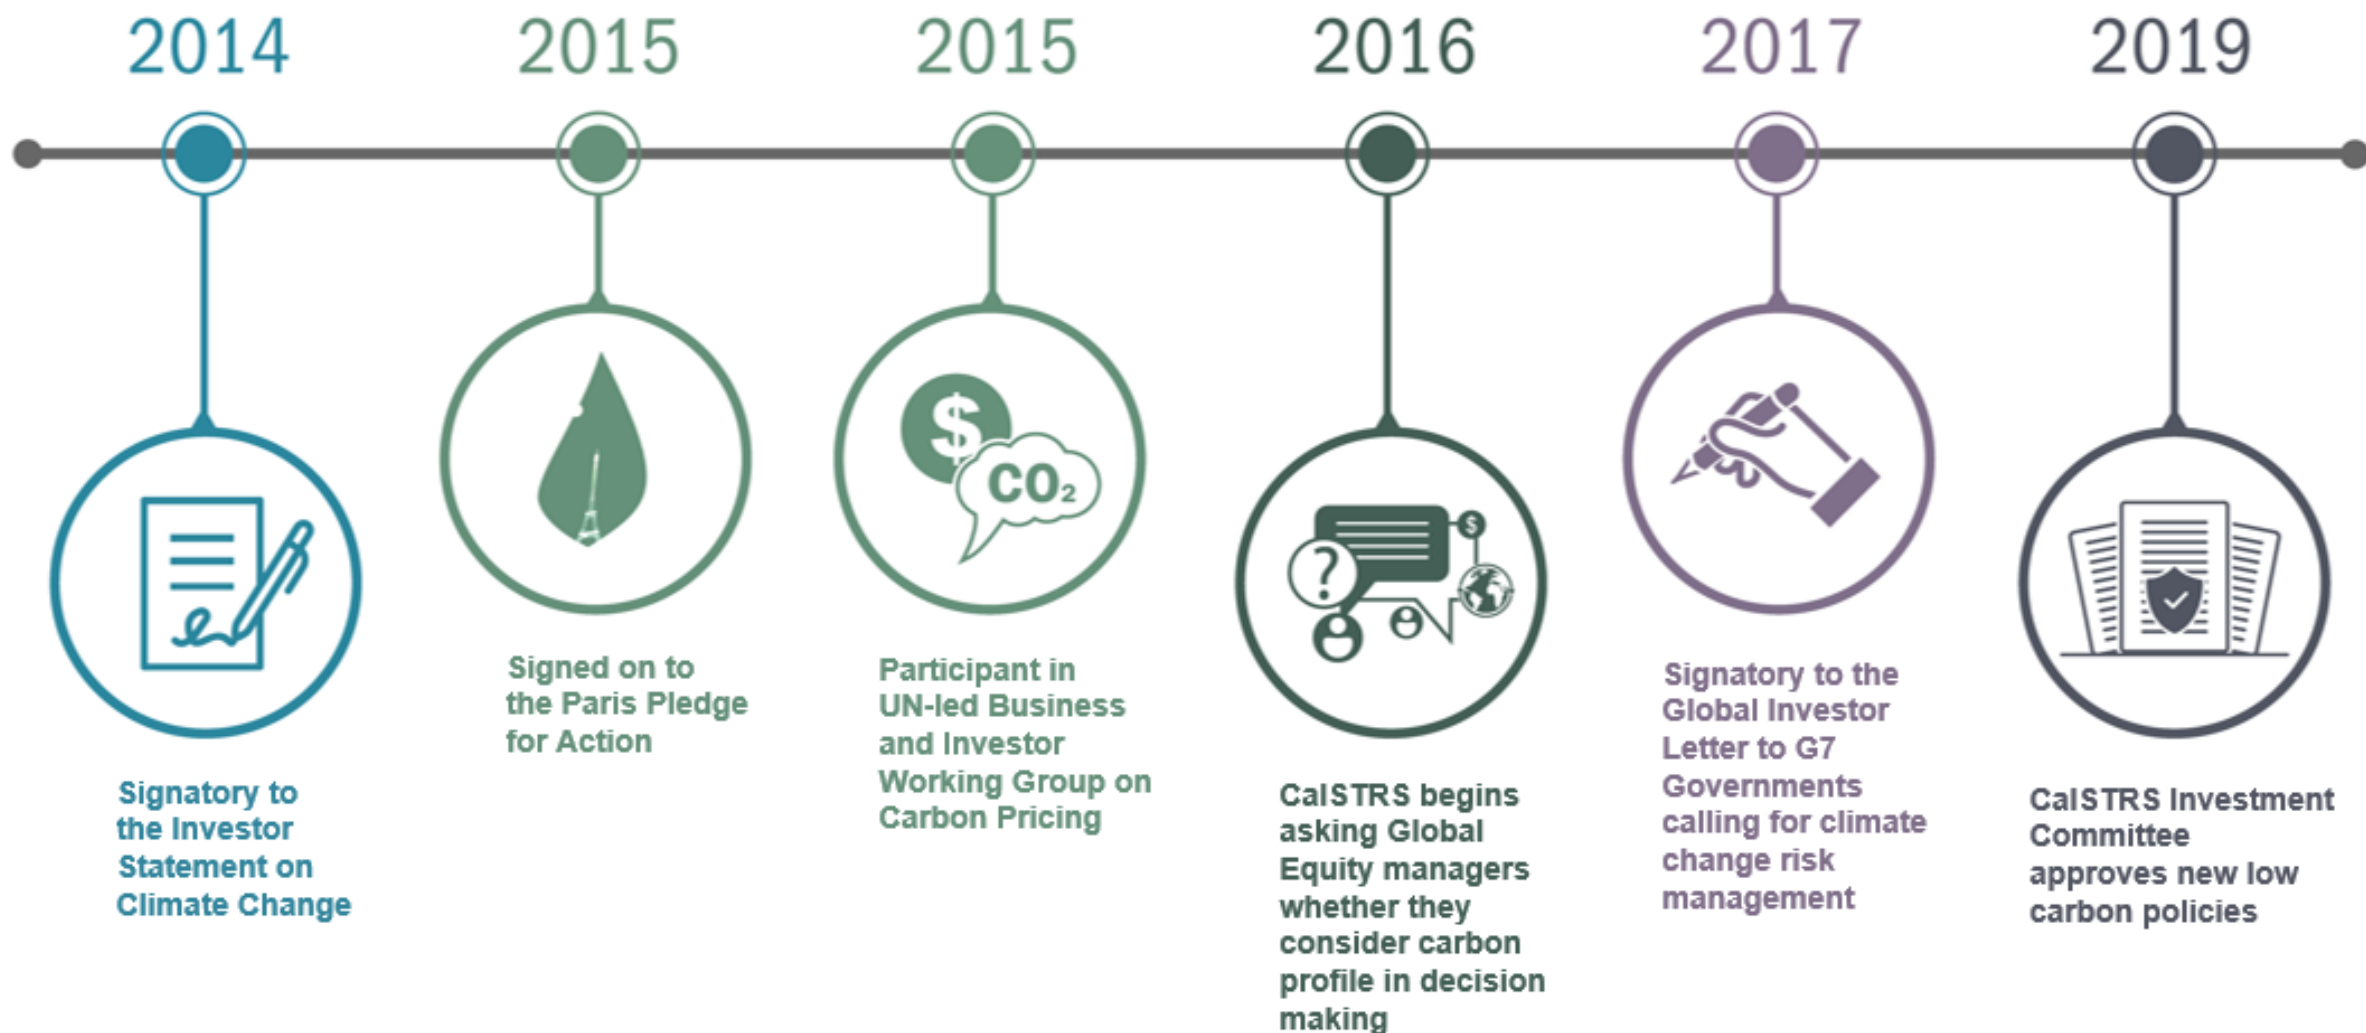 2014
2015
2015
2016
2017
2019
$
CO₂
?
$
Signatory to
the Investor
Statement on
Climate Change
Signed on to
the Paris Pledge
for Action
Participant in
UN-led Business
and Investor
Working Group on
Carbon Pricing
CalSTRS begins
asking Global
Equity managers
whether they
consider carbon
profile in decision
making
Signatory to the
Global Investor
Letter to G7
Governments
calling for climate
change risk
management
CalSTRS Investment
Committee
approves new low
carbon policies